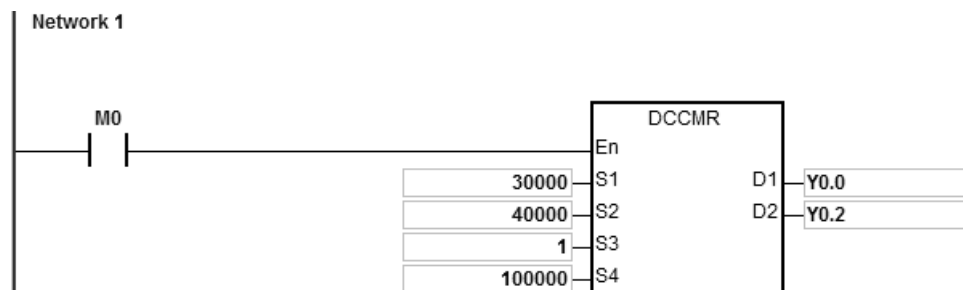 Network 1
M0
DCCMR
En
30000 S1 D1 Y0.0
40000 S2 D2 Y0.2
1 S3
100000 S4